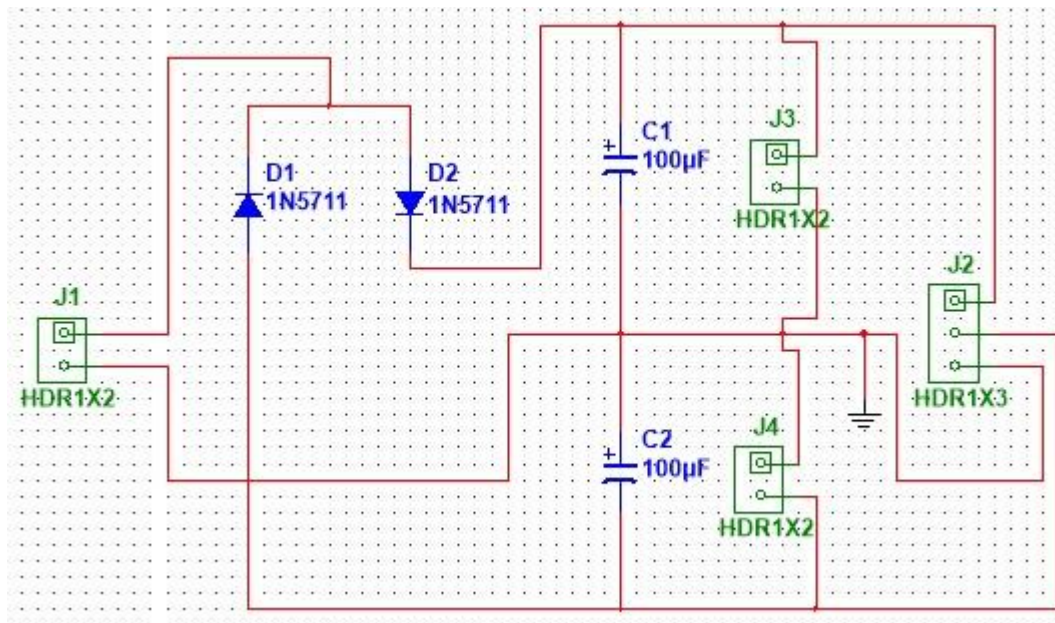 C1
100µF
J3
D1
1N5711
D2
1N5711
HDR1X2
J2
J1
HDR1X2
HDR1X3
C2
100µF
J4
HDR1X2